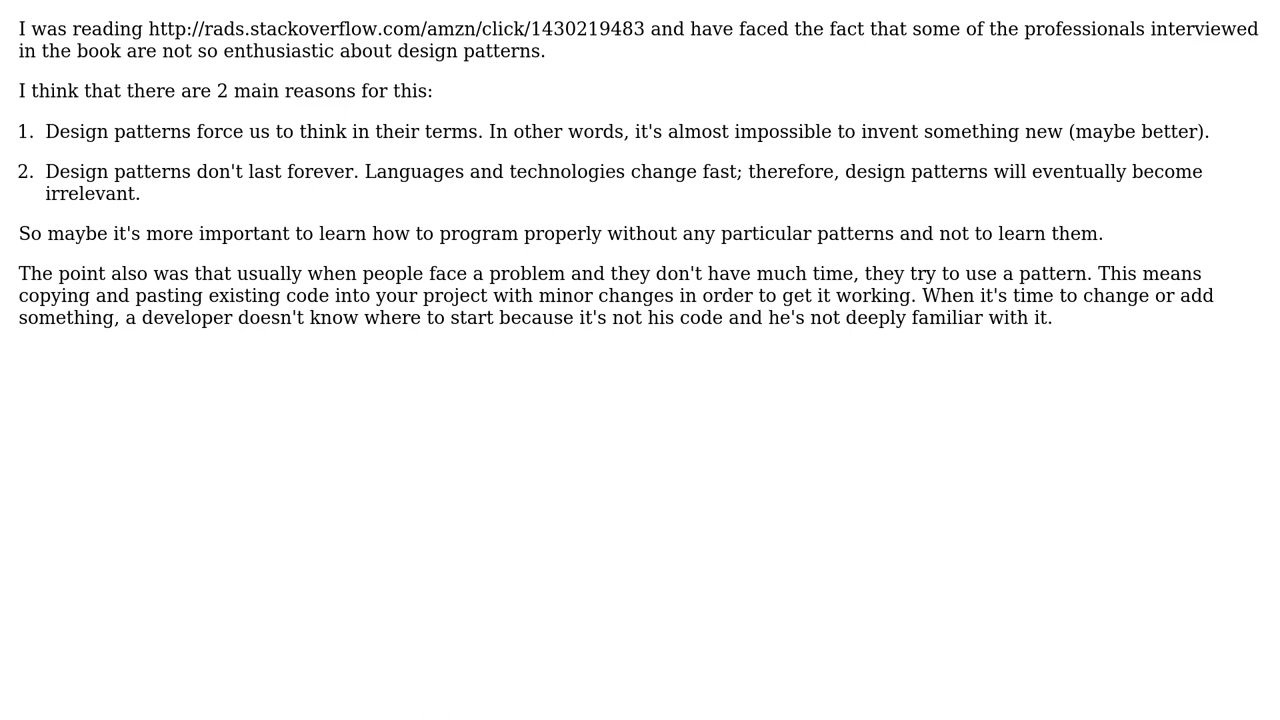 I was reading http://rads.stackoverflow.com/amzn/click/1430219483 and have faced the fact that some of the professionals interviewed
in the book are not so enthusiastic about design patterns.
I think that there are 2 main reasons for this:
1. Design patterns force us to think in their terms. In other words, it's almost impossible to invent something new (maybe better).
2. Design patterns don't last forever. Languages and technologies change fast; therefore, design patterns will eventually become
irrelevant.
So maybe it's more important to learn how to program properly without any particular patterns and not to learn them.
The point also was that usually when people face a problem and they don't have much time, they try to use a pattern. This means
copying and pasting existing code into your project with minor changes in order to get it working. When it's time to change or add
something, a developer doesn't know where to start because it's not his code and he's not deeply familiar with it.